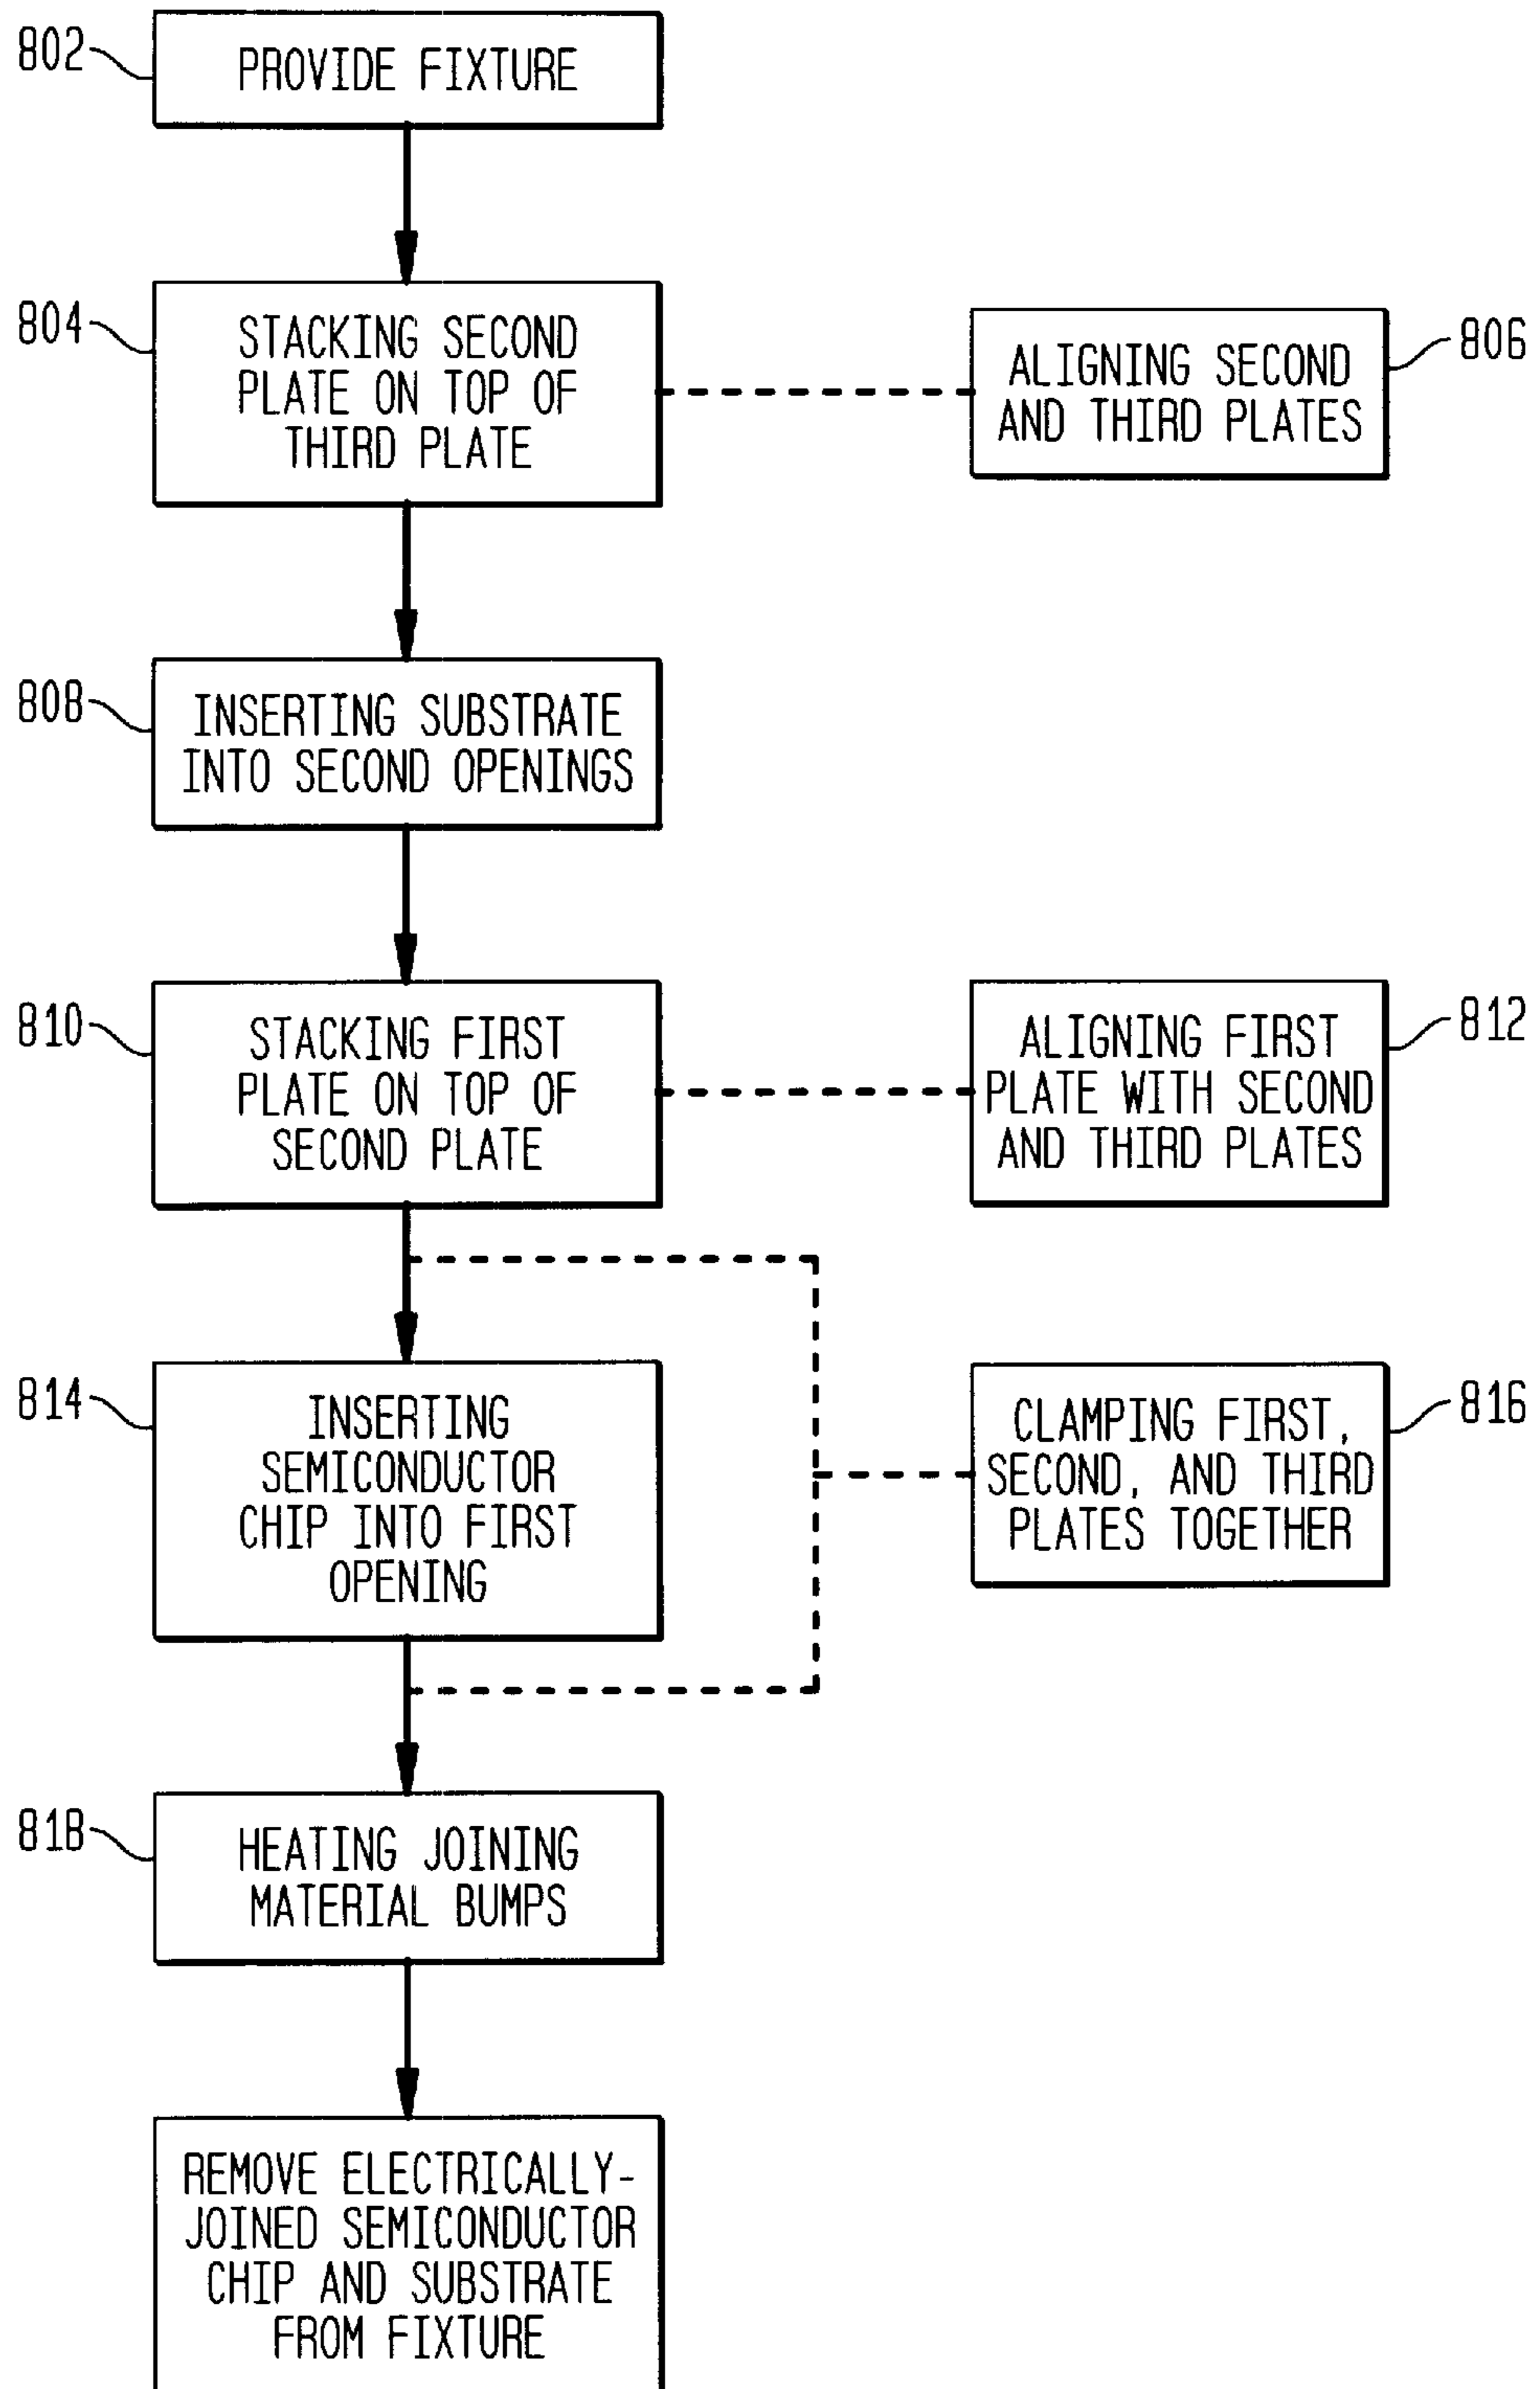 802
PROVIDE FIXTURE
804
STACKING SECOND
PLATE ON TOP OF
THIRD PLATE
ALIGNING SECOND
AND THIRD PLATES
806
808
INSERTING SUBSTRATE
INTO SECOND OPENINGS
810
STACKING FIRST
PLATE ON TOP OF
SECOND PLATE
ALIGNING FIRST
PLATE WITH SECOND
AND THIRD PLATES
812
814
INSERTING
SEMICONDUCTOR
CHIP INTO FIRST
OPENING
CLAMPING FIRST,
SECOND, AND THIRD
PLATES TOGETHER
816
818
HEATING JOINING
MATERIAL BUMPS
REMOVE ELECTRICALLY-
JOINED SEMICONDUCTOR
CHIP AND SUBSTRATE
FROM FIXTURE